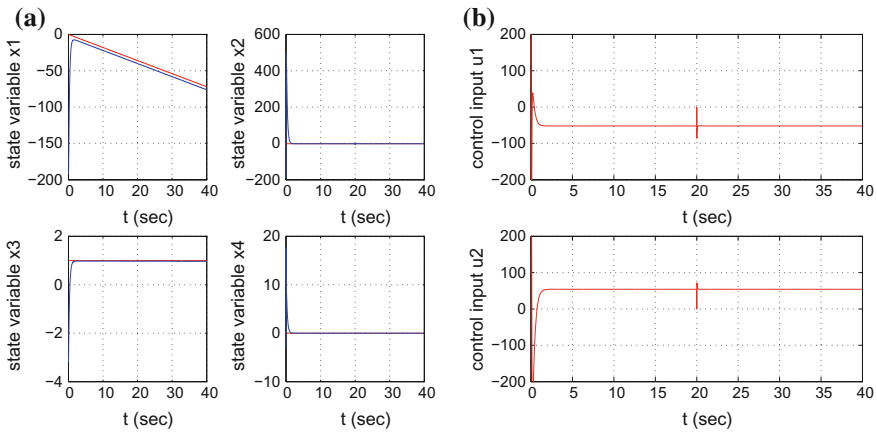 (a)
state variable x1
0
−50
−100
−150
−200
0 10 20 30 40
t (sec)
state variable x2
600
400
200
0
−200
0 10 20 30 40
t (sec)
state variable x3
2
0
−2
−4
0 10 20 30 40
t (sec)
state variable x4
20
10
0
−10
0 10 20 30 40
t (sec)
(b)
control input u1
200
100
0
−100
−200
0 5 10 15 20 25 30 35 40
t (sec)
control input u2
200
100
0
−100
−200
0 5 10 15 20 25 30 35 40
t (sec)